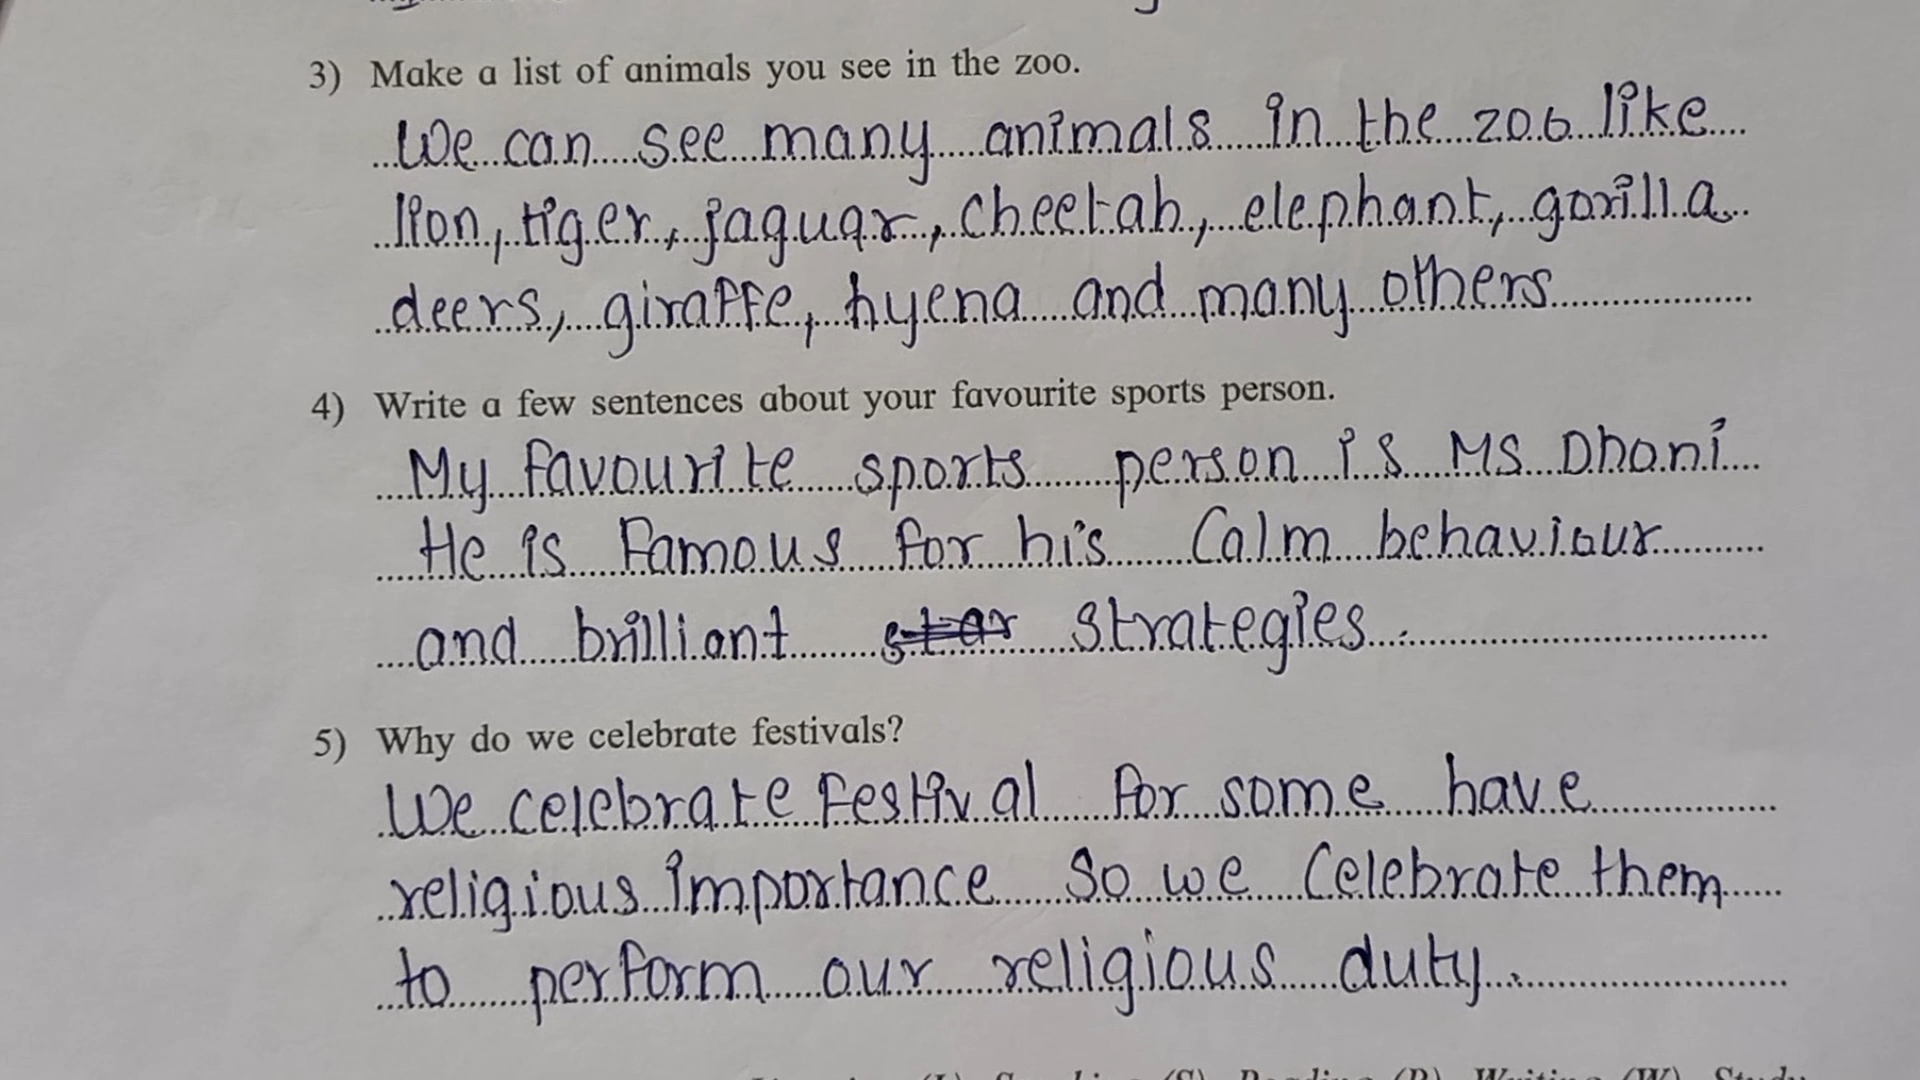 3) Make a list of animals you see in the zoo.
We can see many animals in the zoo like
lion, tiger, jaguar, cheetah, elephant, gorilla
deers, giraffe, hyena and many others
4) Write a few sentences about your favourite sports person.
My favourite sports person is MS Dhoni
He is famous for his Calm behaviour
and brilliant star strategies.
5) Why do we celebrate festivals?
We celebrate festival for some have
religious importance So we Celebrate them
to perform our religious duty.
(L) (S) Reading (R) Writing (W) Study